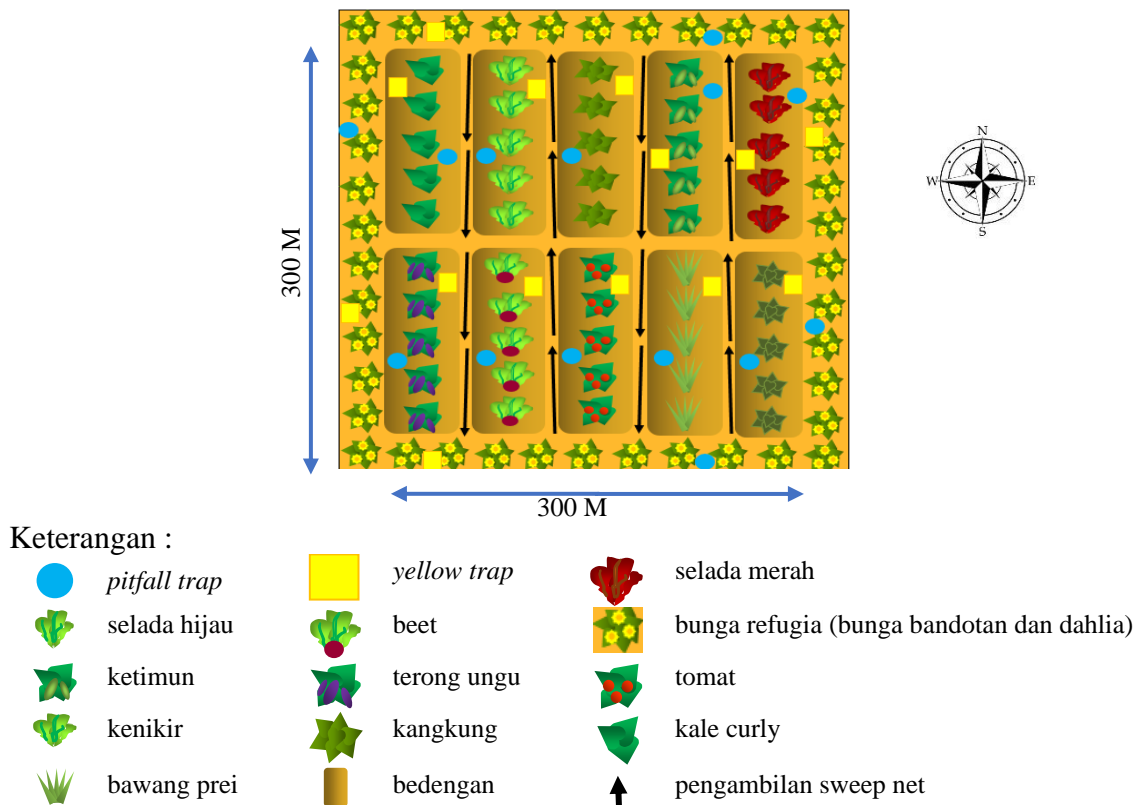 N
W E
S
300 M
300 M
Keterangan :
pitfall trap yellow trap selada merah
selada hijau beet bunga refugia (bunga bandotan dan dahlia)
ketimun terong ungu tomat
kenikir kangkung kale curly
bawang prei bedengan pengambilan sweep net